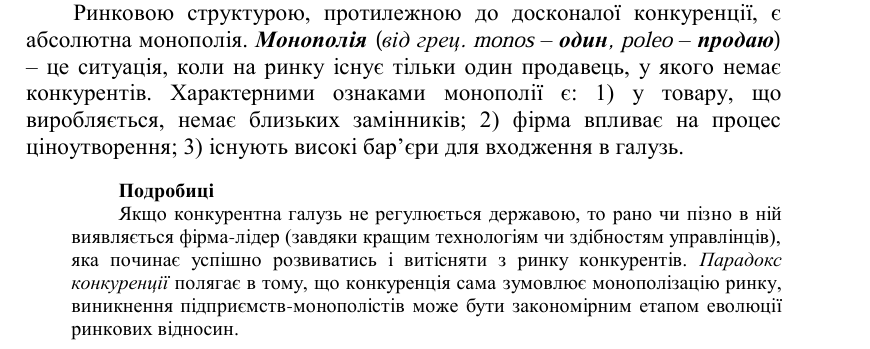 Ринковою структурою, протилежною до досконалої конкуренції, є
абсолютна монополія. Монополія (від грец. monos – один, poleo – продаю)
– це ситуація, коли на ринку існує тільки один продавець, у якого немає
конкурентів. Характерними ознаками монополії є: 1) у товару, що
виробляється, немає близьких замінників; 2) фірма впливає на процес
ціноутворення; 3) існують високі бар’єри для входження в галузь.
Подробиці
Якщо конкурентна галузь не регулюється державою, то рано чи пізно в ній
виявляється фірма-лідер (завдяки кращим технологіям чи здібностям управлінців),
яка починає успішно розвиватись і витісняти з ринку конкурентів. Парадокс
конкуренції полягає в тому, що конкуренція сама зумовлює монополізацію ринку,
виникнення підприємств-монополістів може бути закономірним етапом еволюції
ринкових відносин.